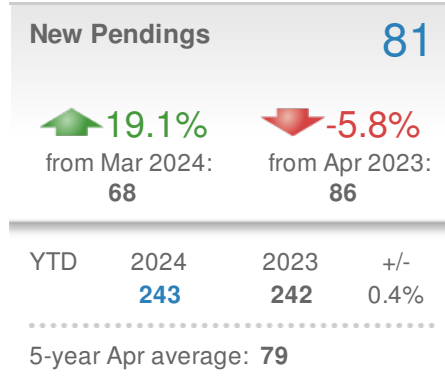 New Pendings 81
19.1% -5.8%
from Mar 2024: from Apr 2023:
68 86
YTD 2024 2023 +/-
243 242 0.4%
5-year Apr average: 79